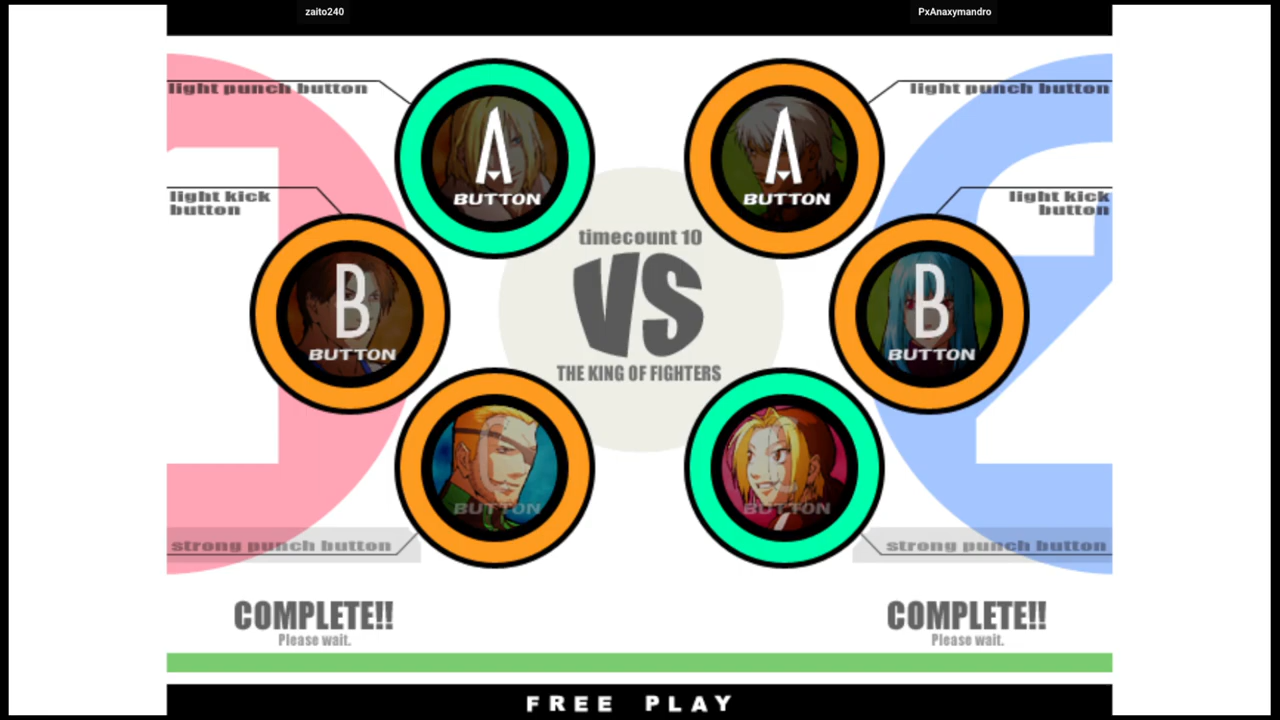 zaito240
PxAnaxymandro
light punch button
light punch button
A
BUTTON
A
BUTTON
light kick
button
light kick
button
timecount 10
VS
THE KING OF FIGHTERS
B
BUTTON
B
BUTTON
C
BUTTON
C
BUTTON
strong punch button
strong punch button
COMPLETE!!
Please wait.
COMPLETE!!
Please wait.
FREE PLAY
1
2